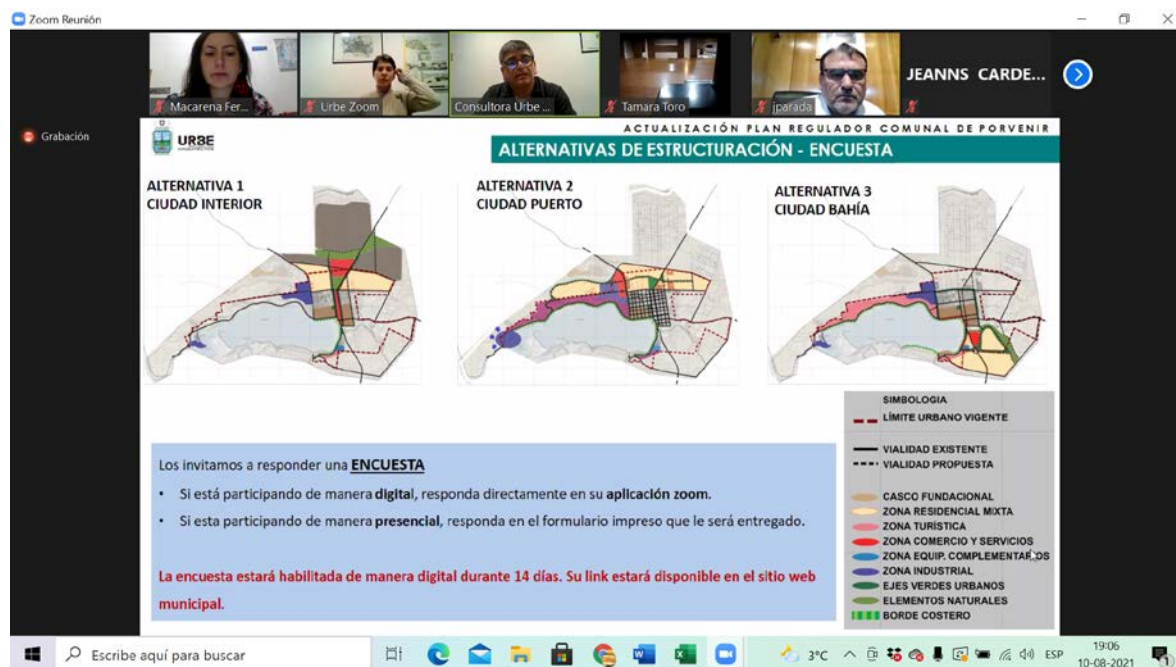 Zoom Reunión
Macarena Fer...
Urbe Zoom
Consultora Urbe ...
Tamara Toro
jparada
JEANNS CARDE...
Grabación
URBE
ACTUALIZACIÓN PLAN REGULADOR COMUNAL DE PORVENIR
ALTERNATIVAS DE ESTRUCTURACIÓN - ENCUESTA
ALTERNATIVA 1
CIUDAD INTERIOR
ALTERNATIVA 2
CIUDAD PUERTO
ALTERNATIVA 3
CIUDAD BAHÍA
Los invitamos a responder una ENCUESTA
• Si está participando de manera digital, responda directamente en su aplicación zoom.
• Si esta participando de manera presencial, responda en el formulario impreso que le será entregado.
La encuesta estará habilitada de manera digital durante 14 días. Su link estará disponible en el sitio web
municipal.
SIMBOLOGIA
LÍMITE URBANO VIGENTE
VIALIDAD EXISTENTE
VIALIDAD PROPUESTA
CASCO FUNDACIONAL
ZONA RESIDENCIAL MIXTA
ZONA TURÍSTICA
ZONA COMERCIO Y SERVICIOS
ZONA EQUIP. COMPLEMENTARIOS
ZONA INDUSTRIAL
EJES VERDES URBANOS
ELEMENTOS NATURALES
BORDE COSTERO
Escribe aquí para buscar
3°C
ESP
19:06
10-08-2021